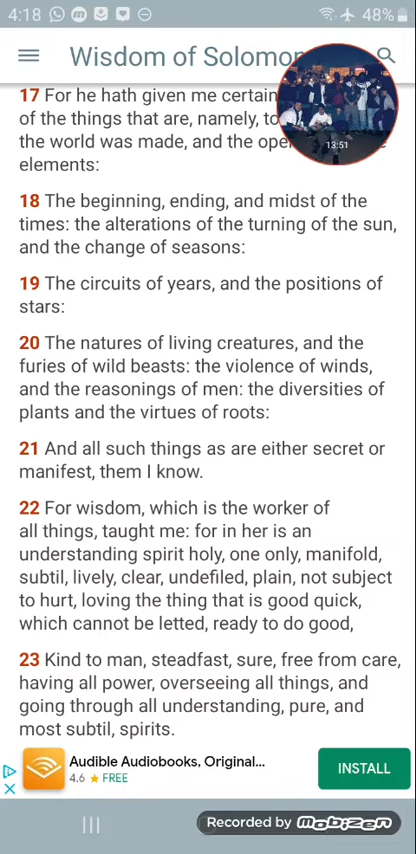 4:18
48%
Wisdom of Solomon
17 For he hath given me certain
of the things that are, namely, to
13:51
the world was made, and the
elements:
18 The beginning, ending, and midst of the
times: the alterations of the turning of the sun,
and the change of seasons:
19 The circuits of years, and the positions of
stars:
20 The natures of living creatures, and the
furies of wild beasts: the violence of winds,
and the reasonings of men: the diversities of
plants and the virtues of roots:
21 And all such things as are either secret or
manifest, them I know.
22 For wisdom, which is the worker of
all things, taught me: for in her is an
understanding spirit holy, one only, manifold,
subtil, lively, clear, undefiled, plain, not subject
to hurt, loving the thing that is good quick,
which cannot be letted, ready to do good,
23 Kind to man, steadfast, sure, free from care,
having all power, overseeing all things, and
going through all understanding, pure, and
most subtil, spirits.
Audible Audiobooks, Original...
4.6 ★ FREE
INSTALL
Recorded by mobizen